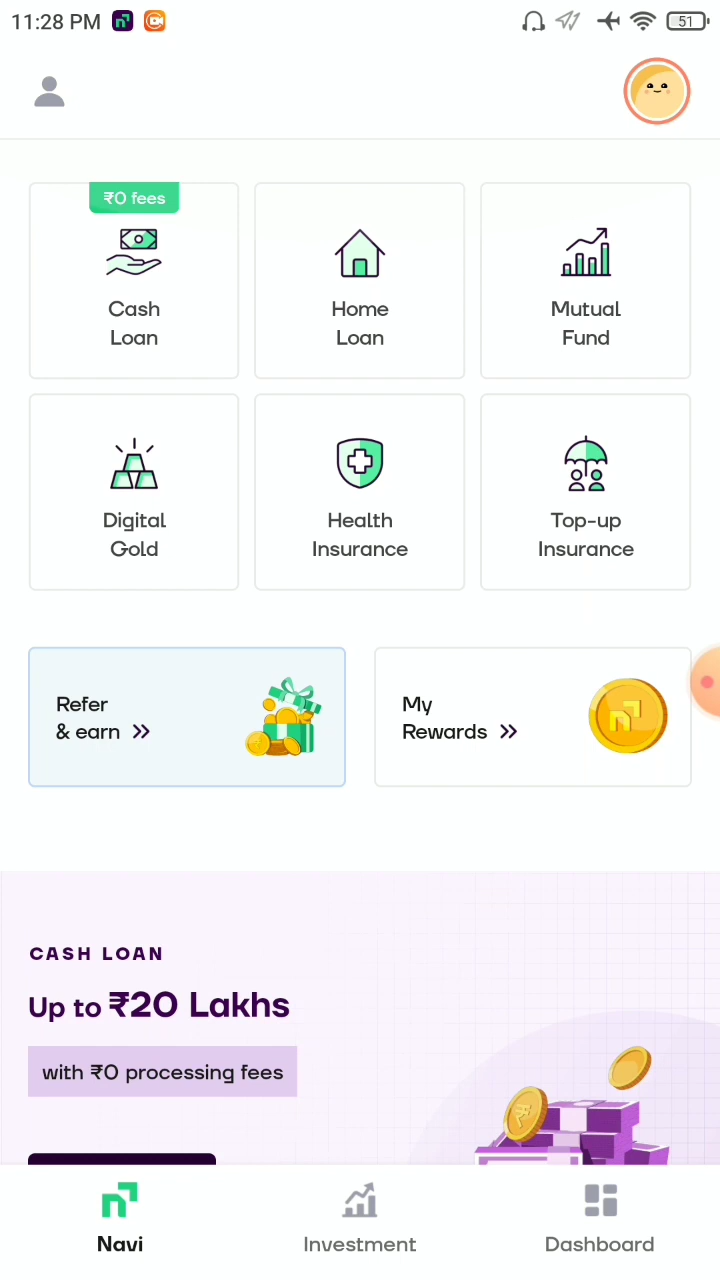 11:28 PM
51
₹0 fees
Cash
Loan
Home
Loan
Mutual
Fund
Digital
Gold
Health
Insurance
Top-up
Insurance
Refer
& earn
My
Rewards
CASH LOAN
Up to ₹20 Lakhs
with ₹0 processing fees
Navi
Investment
Dashboard